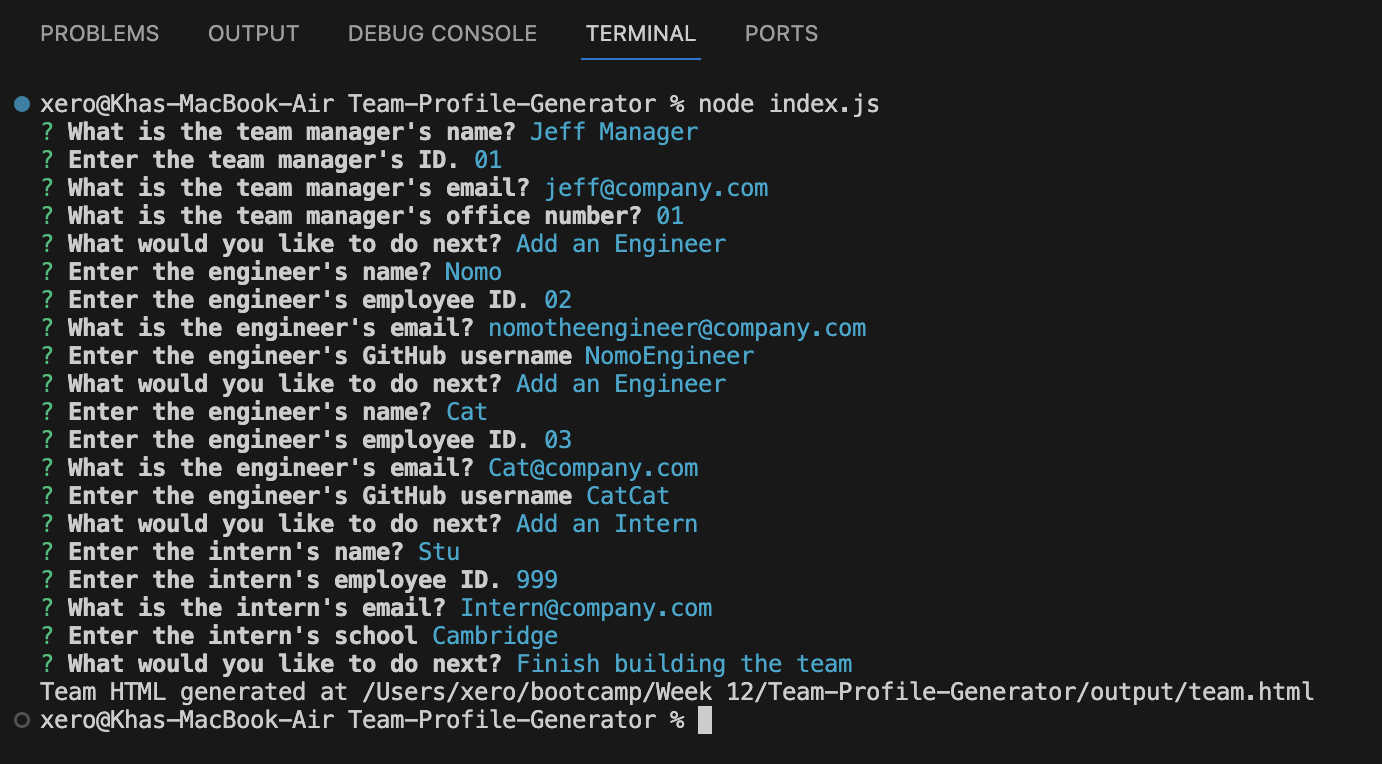 PROBLEMS OUTPUT DEBUG CONSOLE TERMINAL PORTS
xero@Khas-MacBook-Air Team-Profile-Generator % node index.js
? What is the team manager's name? Jeff Manager
? Enter the team manager's ID. 01
? What is the team manager's email? jeff@company.com
? What is the team manager's office number? 01
? What would you like to do next? Add an Engineer
? Enter the engineer's name? Nomo
? Enter the engineer's employee ID. 02
? What is the engineer's email? nomotheengineer@company.com
? Enter the engineer's GitHub username NomoEngineer
? What would you like to do next? Add an Engineer
? Enter the engineer's name? Cat
? Enter the engineer's employee ID. 03
? What is the engineer's email? Cat@company.com
? Enter the engineer's GitHub username CatCat
? What would you like to do next? Add an Intern
? Enter the intern's name? Stu
? Enter the intern's employee ID. 999
? What is the intern's email? Intern@company.com
? Enter the intern's school Cambridge
? What would you like to do next? Finish building the team
Team HTML generated at /Users/xero/bootcamp/Week 12/Team-Profile-Generator/output/team.html
xero@Khas-MacBook-Air Team-Profile-Generator %